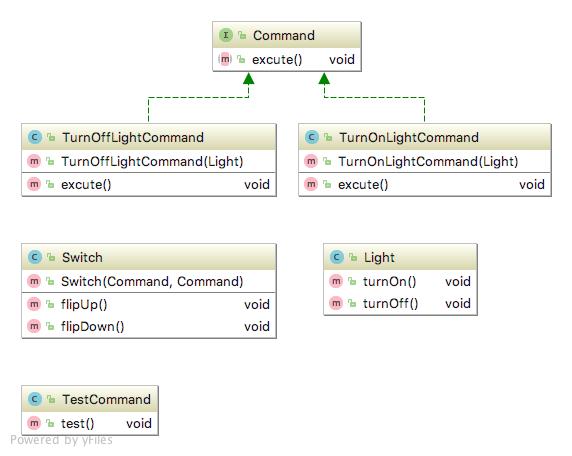 Command
excute() void
TurnOffLightCommand
TurnOffLightCommand(Light)
excute() void
TurnOnLightCommand
TurnOnLightCommand(Light)
excute() void
Switch
Switch(Command, Command)
flipUp() void
flipDown() void
Light
turnOn() void
turnOff() void
TestCommand
test() void
Powered by yFiles